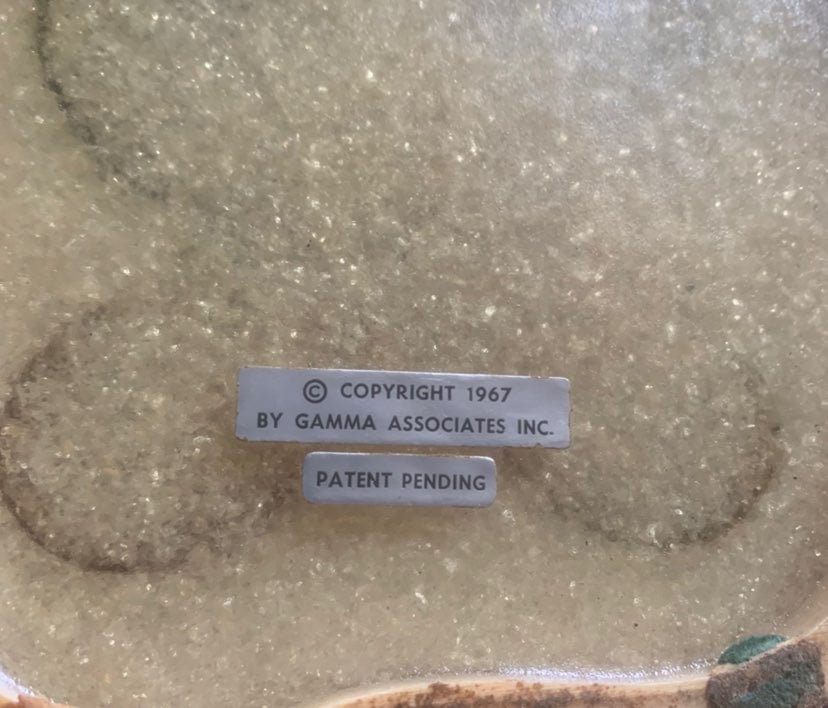 © COPYRIGHT 1967
BY GAMMA ASSOCIATES INC.
PATENT PENDING